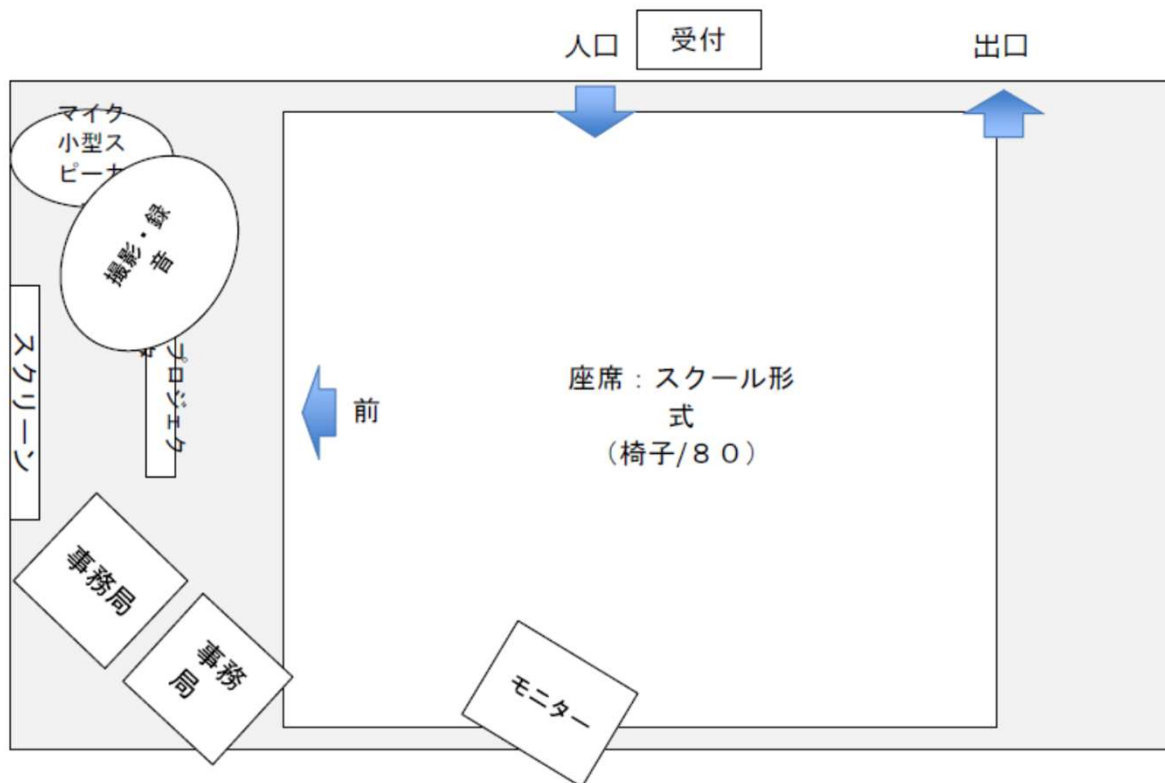 人口
受付
出口
マイク
小型ス
ピーカ
撮影・録
音
スクリーン
プロジェク
前
座席：スクール形
式
（椅子/８０）
事務局
事務
局
モニター